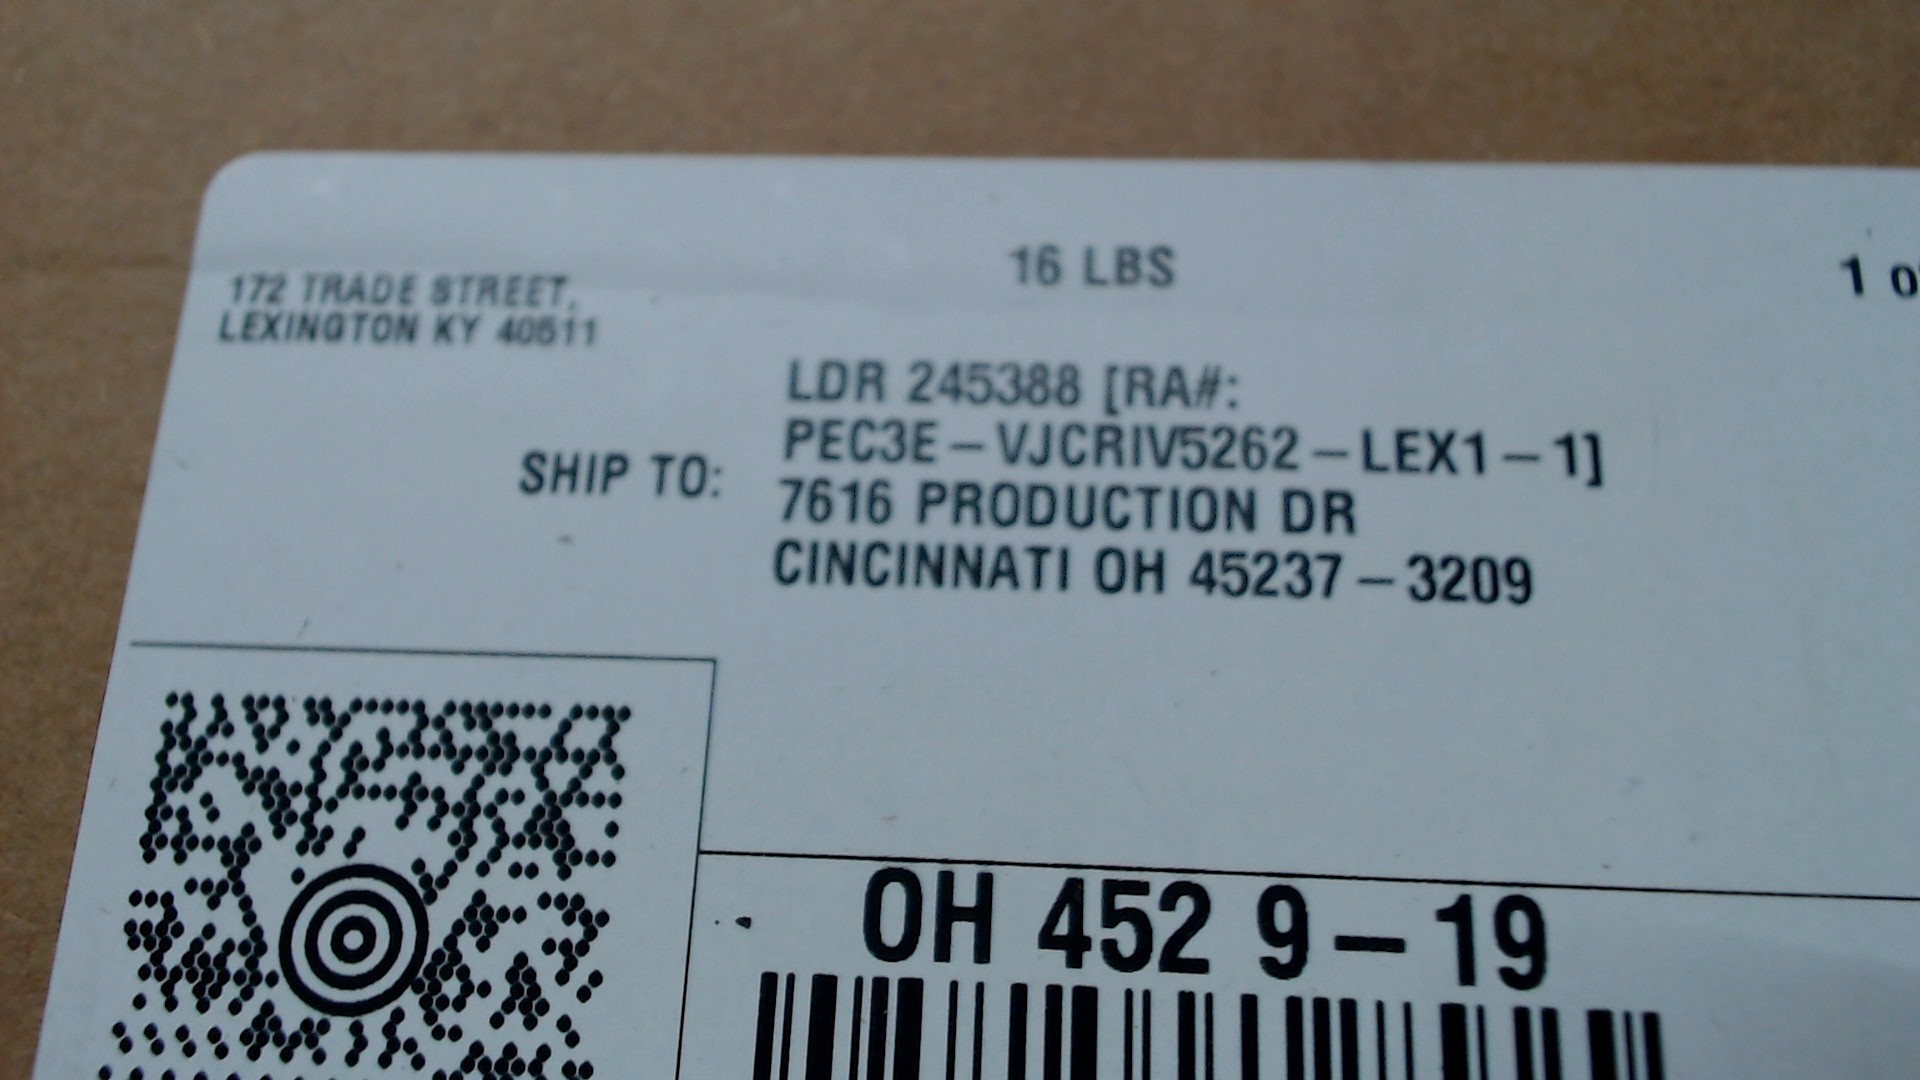 172 TRADE STREET,
LEXINGTON KY 40511
16 LBS
1
SHIP TO:
LDR 245388 [RA#:
PEC3E-VJCRIV5262-LEX1-1]
7616 PRODUCTION DR
CINCINNATI OH 45237-3209
OH 452 9-19